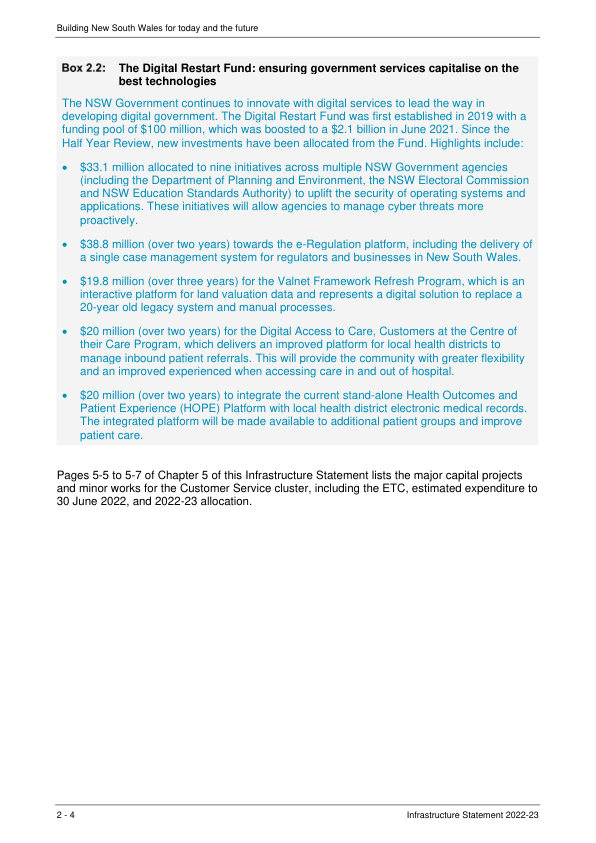 Building New South Wales for today and the future
Box 2.2: The Digital Restart Fund: ensuring government services capitalise on the
best technologies
The NSW Government continues to innovate with digital services to lead the way in
developing digital government. The Digital Restart Fund was first established in 2019 with a
funding pool of $100 million, which was boosted to a $2.1 billion in June 2021. Since the
Half Year Review, new investments have been allocated from the Fund. Highlights include:
• $33.1 million allocated to nine initiatives across multiple NSW Government agencies
(including the Department of Planning and Environment, the NSW Electoral Commission
and NSW Education Standards Authority) to uplift the security of operating systems and
applications. These initiatives will allow agencies to manage cyber threats more
proactively.
• $38.8 million (over two years) towards the e-Regulation platform, including the delivery of
a single case management system for regulators and businesses in New South Wales.
• $19.8 million (over three years) for the Valnet Framework Refresh Program, which is an
interactive platform for land valuation data and represents a digital solution to replace a
20-year old legacy system and manual processes.
• $20 million (over two years) for the Digital Access to Care, Customers at the Centre of
their Care Program, which delivers an improved platform for local health districts to
manage inbound patient referrals. This will provide the community with greater flexibility
and an improved experienced when accessing care in and out of hospital.
• $20 million (over two years) to integrate the current stand-alone Health Outcomes and
Patient Experience (HOPE) Platform with local health district electronic medical records.
The integrated platform will be made available to additional patient groups and improve
patient care.
Pages 5-5 to 5-7 of Chapter 5 of this Infrastructure Statement lists the major capital projects
and minor works for the Customer Service cluster, including the ETC, estimated expenditure to
30 June 2022, and 2022-23 allocation.
2 - 4 Infrastructure Statement 2022-23